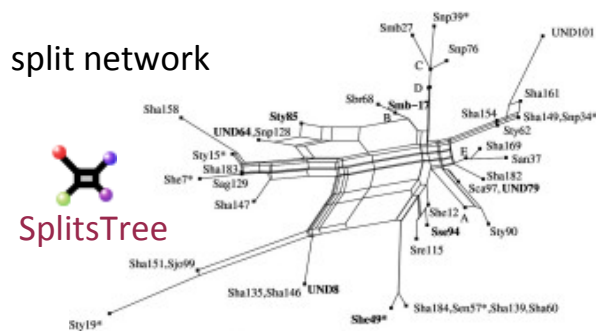 split network
SplitsTree
Snp39*
Smb27
UND101
C
Snp76
D
Sha161
Sha158
Sbr68
Smb-17
Sty85
B
Sha154
Sha149,Snp34*
UND64,Snp128
Sty62
Sty15*
E
Sha169
Sha183
San37
She7*
Sag129
Sha182
Sca97, UND79
Sha147
She12
A
Sse94
Sty90
Sre115
Sha151,Sjo99
Sha135,Sha146
UND8
She49*
Sha184,Sen57*,Sha139,Sha60
Sty19*